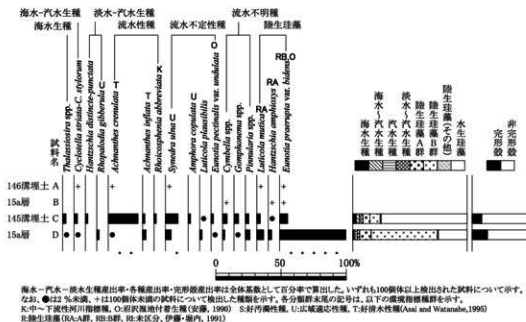 海水-汽水生種
海水生種
淡水-汽水生種
流水性種
流水不定性種
流水不明種
陸生珪藻
Thalassiosira spp.
Cyclotella striata-C. stylorum
Hantzschia distincte-punctata
Rhopalodia gibberula U
Achnanthes crenulata T
Achnanthes inflata T
Rhoicosphenia abbreviata K
Synedra ulna U
Amphora copulata U
Luticola plausibilis
Eunotia pectinalis var. undulata O
Cymbella spp.
Gomphonema spp.
Pinnularia spp.
Luticola mutica RA
Hantzschia amphioxys RA
Eunotia praerupta var. bidens RB,O
海水生種
海水~汽水生種
汽水生種
淡水~汽水生種
陸生珪藻A群
陸生珪藻B群
陸生珪藻(その他)
水生珪藻
完形殻
非完形殻
試料名
146溝埋土 A
15a層 B
145溝埋土 C
15a層 D
0 50 100%
海水-汽水-淡水生種産出率・各種産出率・完形殻産出率は全体基数として百分率で算出した。いずれも100個体以上検出された試料について示す。
なお、●は2%未満、+は100個体未満の試料について検出した種類を示す。各分類群末尾の記号は、以下の環境指標種群を示す。
K:中~下流性河川指標種, O:沼沢湿地付着生種(安藤, 1990) S:好汚濁性種, U:広域適応性種, T:好清水性種(Asai and Watanabe,1995)
R:陸生珪藻(RA:A群, RB:B群, RI:未区分、伊藤・堀内, 1991)